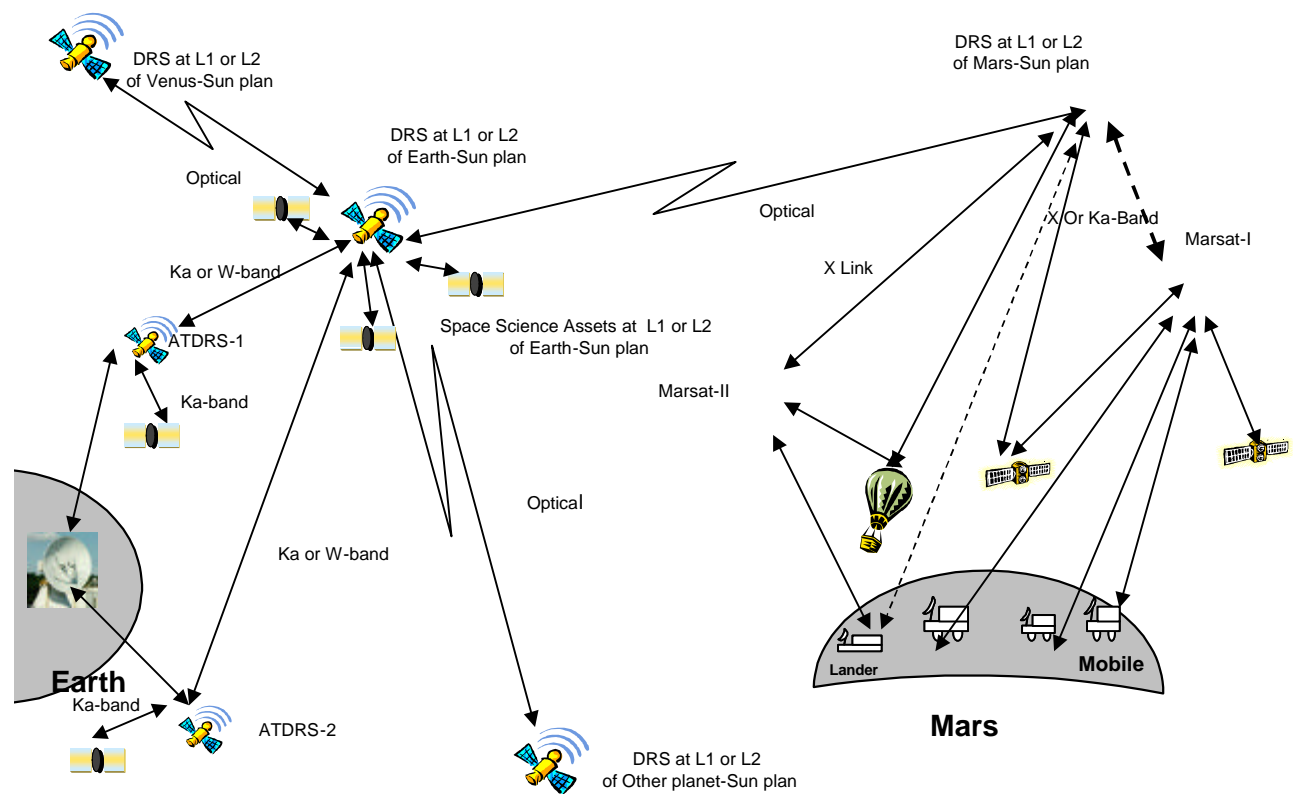 DRS at L1 or L2
of Venus-Sun plan
DRS at L1 or L2
of Mars-Sun plan
DRS at L1 or L2
of Earth-Sun plan
Optical
Optical
X Or Ka-Band
Marsat-I
Ka or W-band
X Link
Space Science Assets at L1 or L2
of Earth-Sun plan
ATDRS-1
Marsat-II
Ka-band
Optical
Ka or W-band
Earth
Ka-band
ATDRS-2
Lander
Mobile
Mars
DRS at L1 or L2
of Other planet-Sun plan